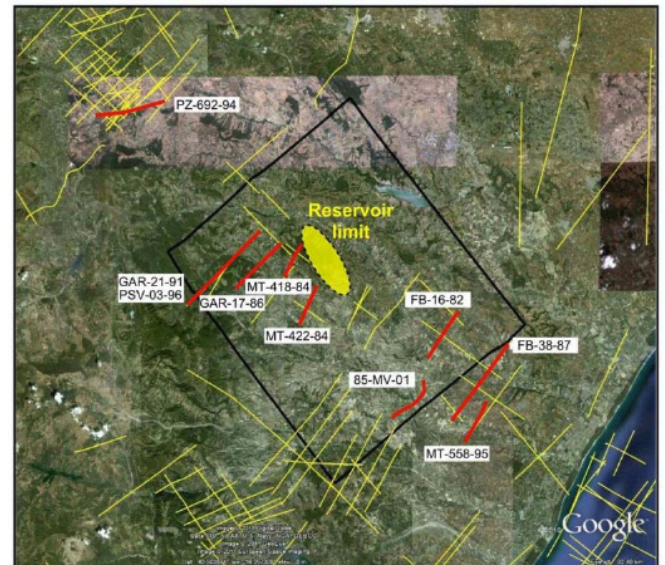 PZ-692-94
Reservoir
limit
GAR-21-91
PSV-03-96
GAR-17-86
MT-418-84
MT-422-84
FB-16-82
FB-38-87
85-MV-01
MT-558-95
Google